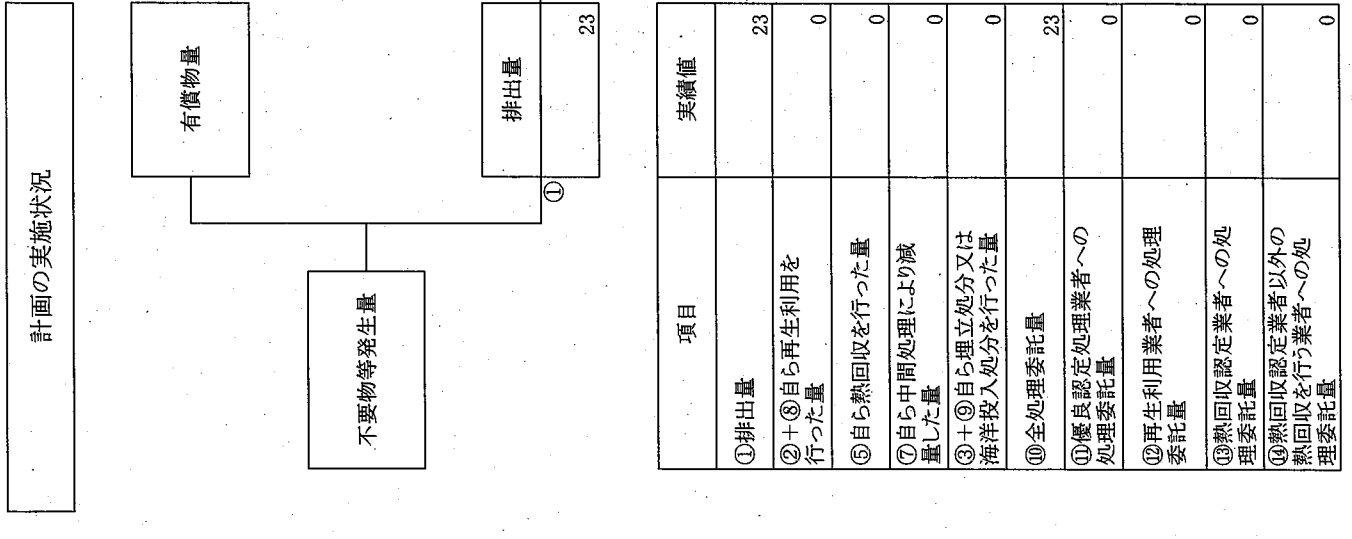 計画の実施状況
有償物量
不要物等発生量
排出量
①
23
項目
実績値
①排出量
23
②+⑧自ら再生利用を
行った量
0
⑤自ら熱回収を行った量
0
⑦自ら中間処理により減
量した量
0
③+⑨自ら埋立処分又は
海洋投入処分を行った量
0
⑩全処理委託量
23
⑪優良認定処理業者への
処理委託量
0
⑫再生利用業者への処理
委託量
0
⑬熱回収認定業者への処
理委託量
0
⑭熱回収認定業者以外の
熱回収を行う業者への処
理委託量
0